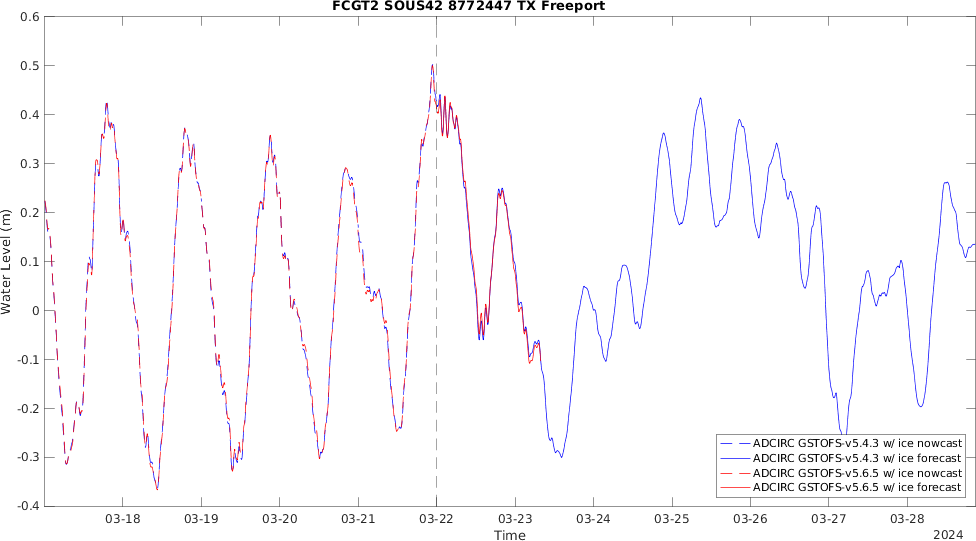 FCGT2 SOUS42 8772447 TX Freeport
0.6
0.5
0.4
0.3
0.2
0.1
0
-0.1
-0.2
-0.3
-0.4
Water Level (m)
ADCIRC GSTOFS-v5.4.3 w/ ice nowcast
ADCIRC GSTOFS-v5.4.3 w/ ice forecast
ADCIRC GSTOFS-v5.6.5 w/ ice nowcast
ADCIRC GSTOFS-v5.6.5 w/ ice forecast
03-18 03-19 03-20 03-21 03-22 03-23 03-24 03-25 03-26 03-27 03-28
Time
2024